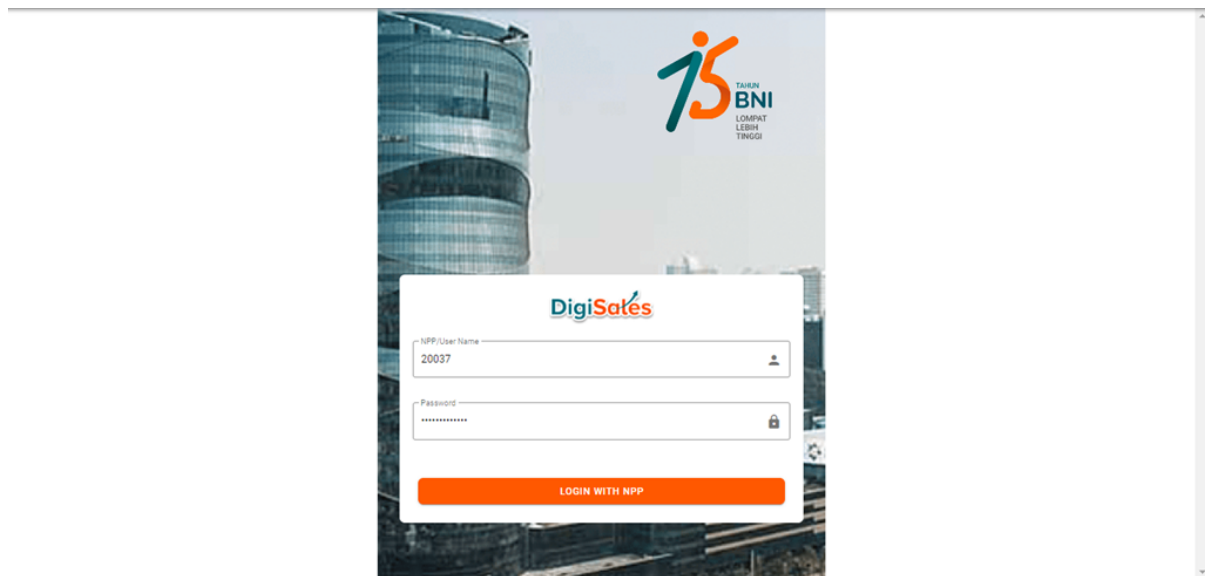 75
TAHUN
BNI
LOMPAT
LEBIH
TINGGI
DigiSales
NPP/User Name
20037
Password
•••••••••••••
LOGIN WITH NPP